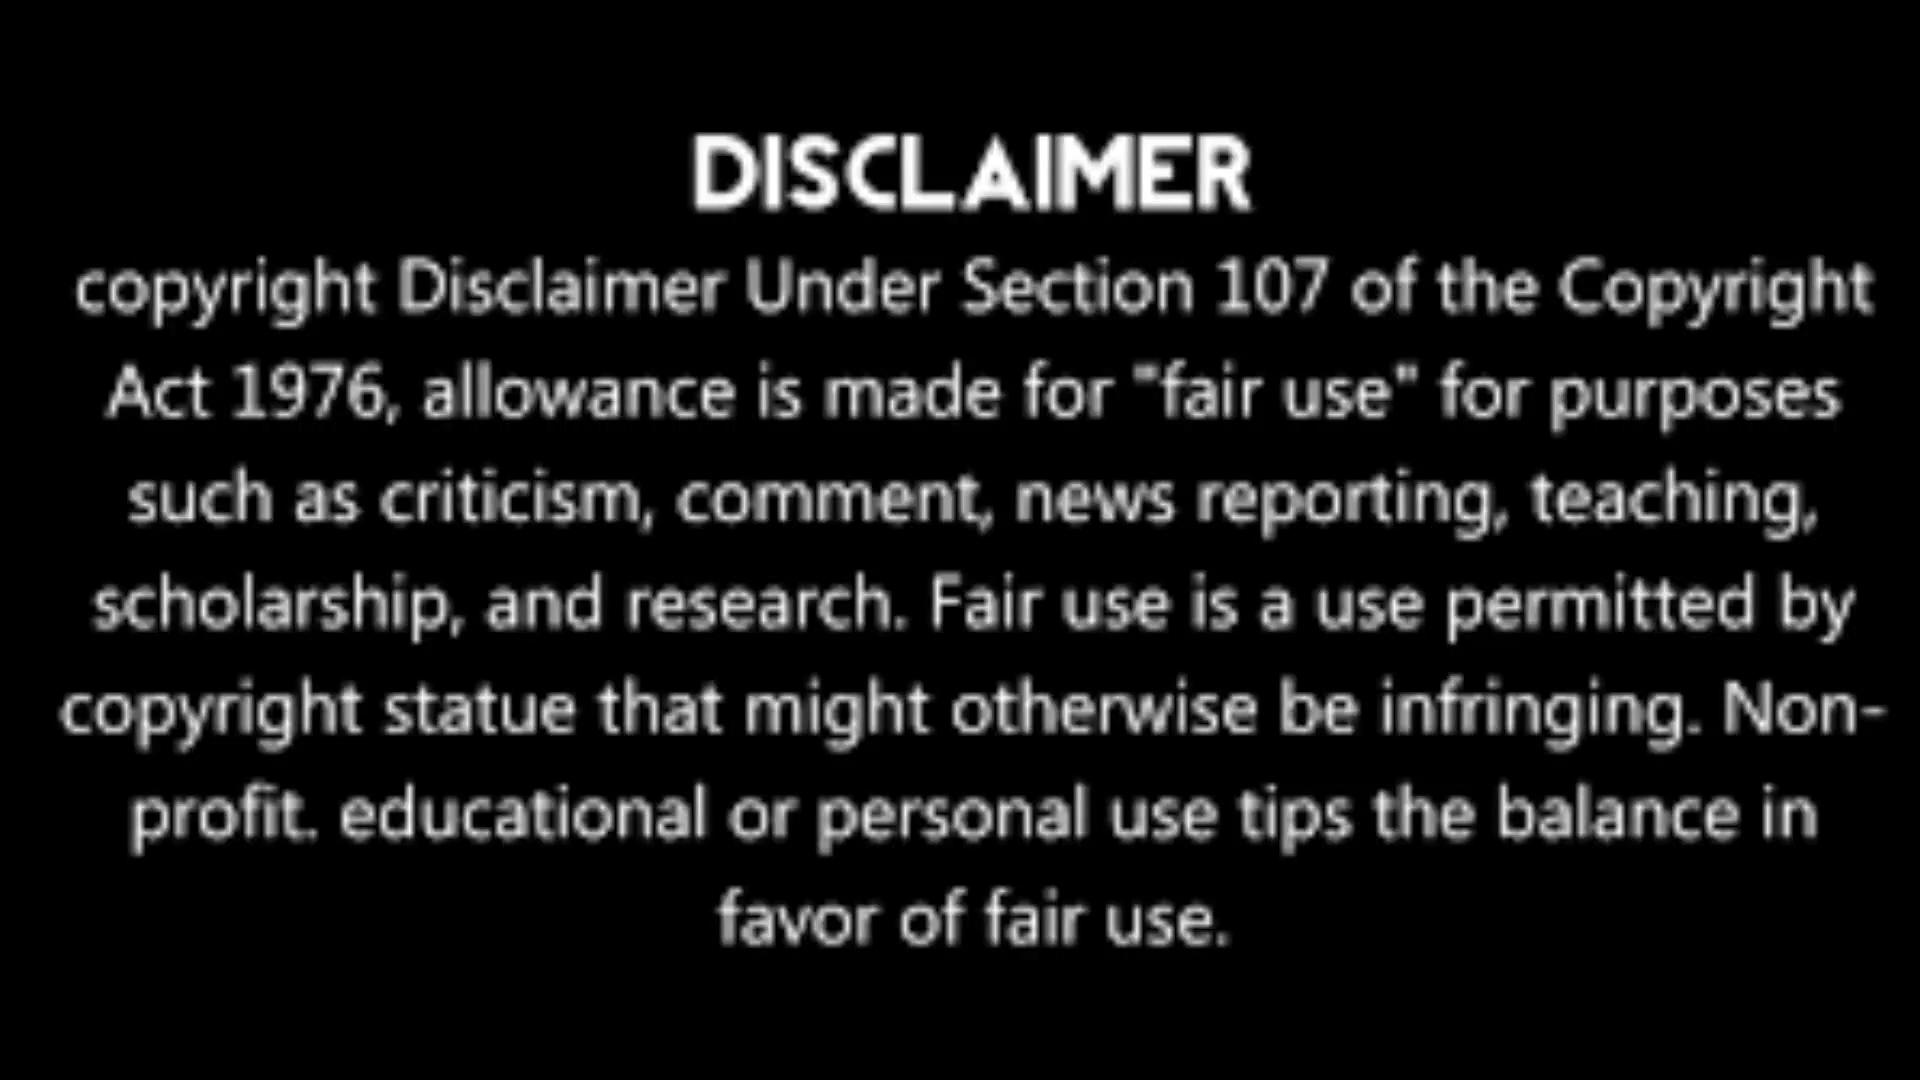 DISCLAIMER
copyright Disclaimer Under Section 107 of the Copyright
Act 1976, allowance is made for "fair use" for purposes
such as criticism, comment, news reporting, teaching,
scholarship, and research. Fair use is a use permitted by
copyright statue that might otherwise be infringing. Non-
profit. educational or personal use tips the balance in
favor of fair use.